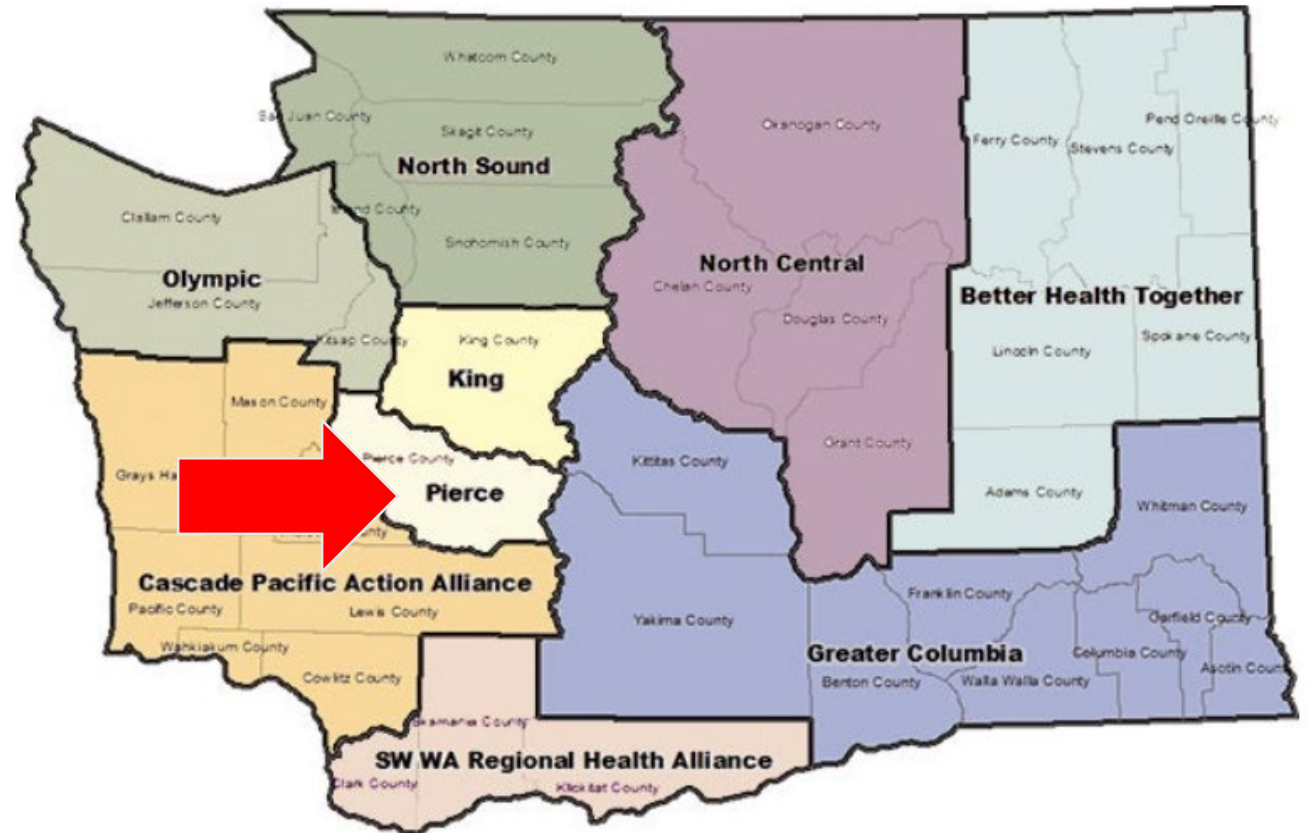 Whatcom County
San Juan County
Skagit County
North Sound
Island County
Snohomish County
Clallam County
Olympic
Jefferson County
Kitsap County
King County
King
Okanogan County
North Central
Chelan County
Douglas County
Grant County
Ferry County
Stevens County
Pend Oreille County
Better Health Together
Lincoln County
Spokane County
Adams County
Mason County
Grays Ha
Pierce County
Pierce
County
Cascade Pacific Action Alliance
Pacific County
Lewis County
Wahkiakum County
Cowlitz County
Kittitas County
Yakima County
Whitman County
Franklin County
Garfield County
Greater Columbia
Benton County
Walla Walla County
Columbia County
Asotin County
Skamania County
SW WA Regional Health Alliance
Clark County
Klickitat County